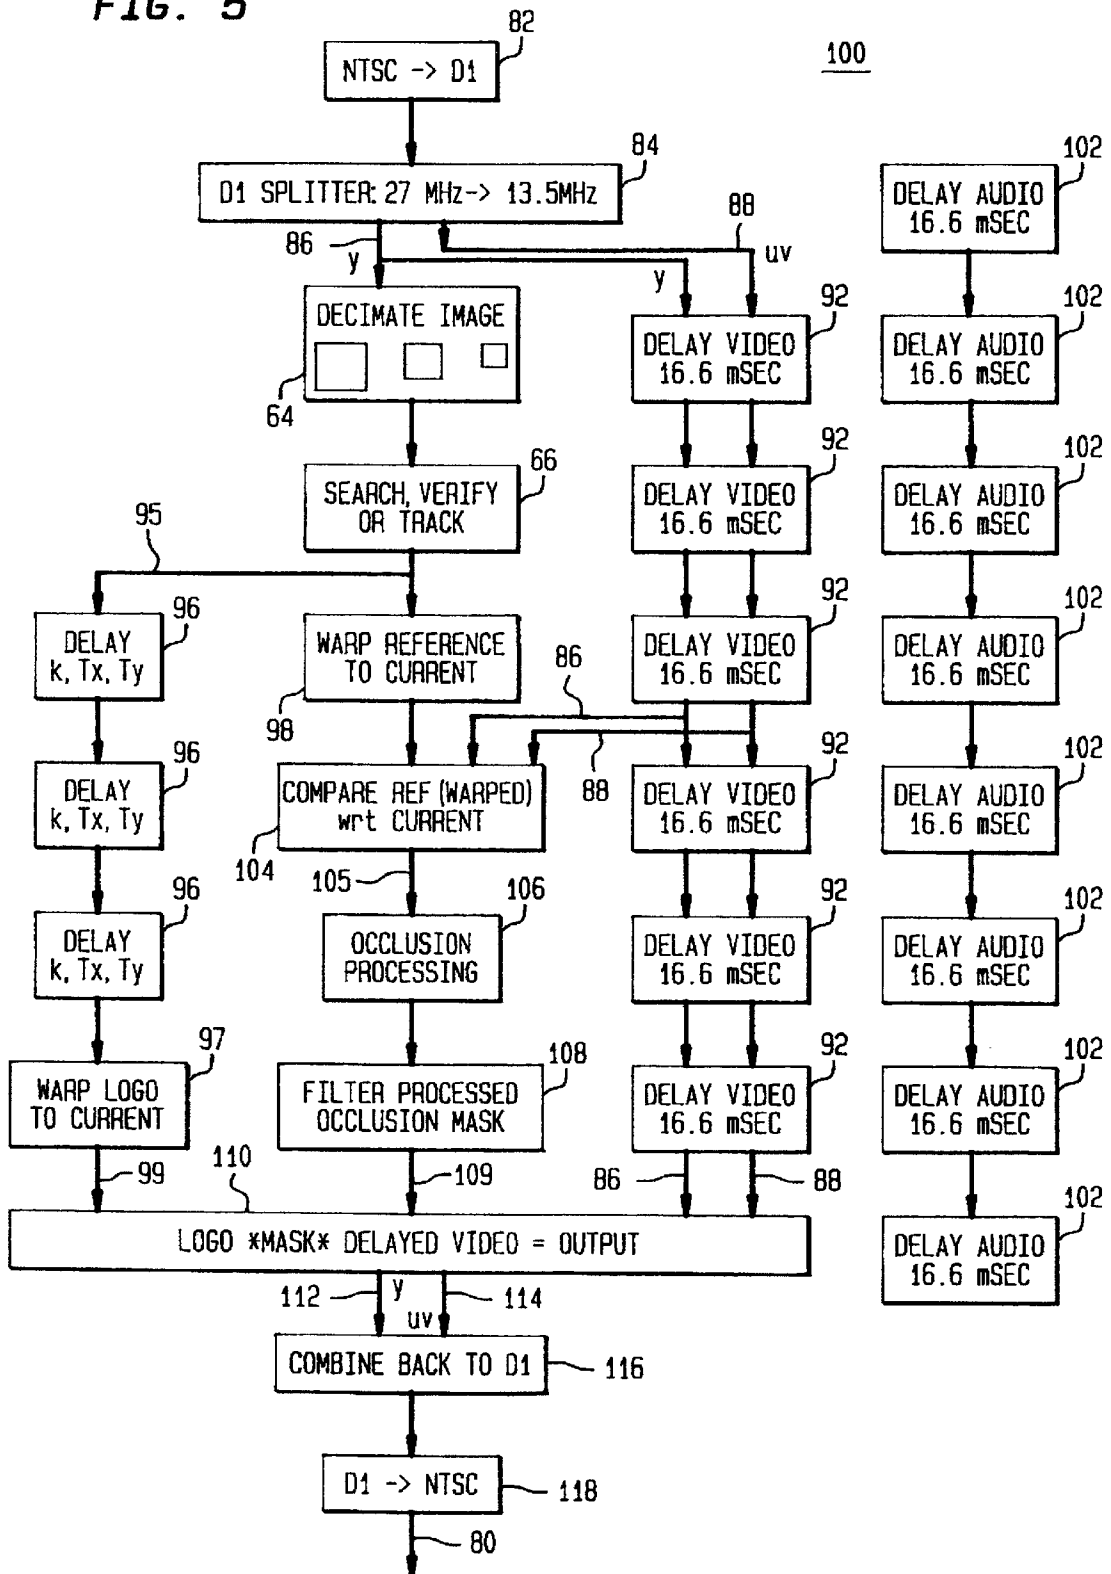 FIG. 5
82
100
NTSC -> D1
84
102
D1 SPLITTER: 27 MHz-> 13.5MHz
DELAY AUDIO
16.6 mSEC
86
88
y
y
uv
92
102
DECIMATE IMAGE
DELAY VIDEO
16.6 mSEC
DELAY AUDIO
16.6 mSEC
64
66
92
102
SEARCH, VERIFY
OR TRACK
DELAY VIDEO
16.6 mSEC
DELAY AUDIO
16.6 mSEC
95
96
92
102
DELAY
k, Tx, Ty
WARP REFERENCE
TO CURRENT
DELAY VIDEO
16.6 mSEC
DELAY AUDIO
16.6 mSEC
98
86
96
92
102
DELAY
k, Tx, Ty
COMPARE REF (WARPED)
wrt CURRENT
88
DELAY VIDEO
16.6 mSEC
DELAY AUDIO
16.6 mSEC
104
105
96
106
92
102
DELAY
k, Tx, Ty
OCCLUSION
PROCESSING
DELAY VIDEO
16.6 mSEC
DELAY AUDIO
16.6 mSEC
97
108
92
102
WARP LOGO
TO CURRENT
FILTER PROCESSED
OCCLUSION MASK
DELAY VIDEO
16.6 mSEC
DELAY AUDIO
16.6 mSEC
110
99
109
86
88
102
LOGO *MASK* DELAYED VIDEO = OUTPUT
DELAY AUDIO
16.6 mSEC
112
y
114
uv
COMBINE BACK TO D1
116
D1 -> NTSC
118
80